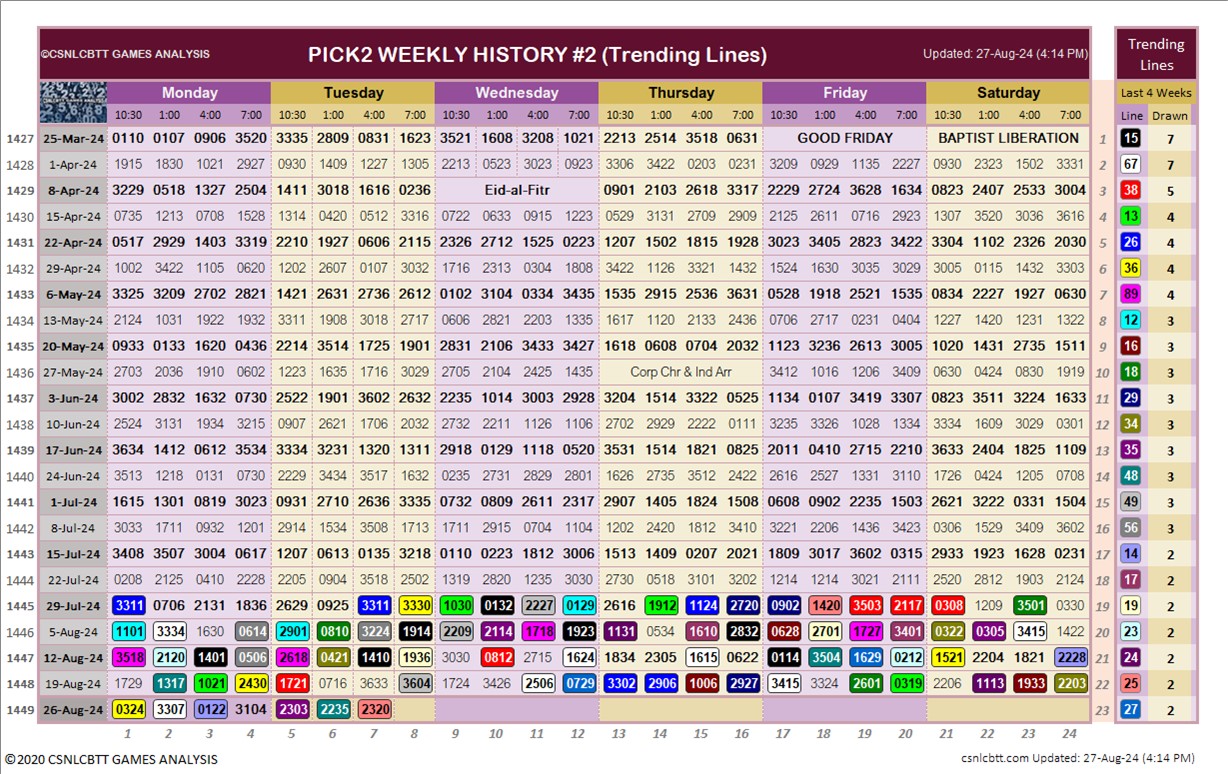 ©CSNLCBTT GAMES ANALYSIS PICK2 WEEKLY HISTORY #2 (Trending Lines) Updated: 27-Aug-24 (4:14 PM) Trending Lines
Monday Tuesday Wednesday Thursday Friday Saturday Last 4 Weeks
10:30 1:00 4:00 7:00 10:30 1:00 4:00 7:00 10:30 1:00 4:00 7:00 10:30 1:00 4:00 7:00 10:30 1:00 4:00 7:00 10:30 1:00 4:00 7:00 Line Drawn
1427 25-Mar-24 0110 0107 0906 3520 3335 2809 0831 1623 3521 1608 3208 1021 2213 2514 3518 0631 GOOD FRIDAY BAPTIST LIBERATION 1 15 7
1428 1-Apr-24 1915 1830 1021 2927 0930 1409 1227 1305 2213 0523 3023 0923 3306 3422 0203 0231 3209 0929 1135 2227 0930 2323 1502 3331 2 67 7
1429 8-Apr-24 3229 0518 1327 2504 1411 3018 1616 0236 Eid-al-Fitr 0901 2103 2618 3317 2229 2724 3628 1634 0823 2407 2533 3004 3 38 5
1430 15-Apr-24 0735 1213 0708 1528 1314 0420 0512 3316 0722 0633 0915 1223 0529 3131 2709 2909 2125 2611 0716 2923 1307 3520 3036 3616 4 13 4
1431 22-Apr-24 0517 2929 1403 3319 2210 1927 0606 2115 2326 2712 1525 0223 1207 1502 1815 1928 3023 3405 2823 3422 3304 1102 2326 2030 5 26 4
1432 29-Apr-24 1002 3422 1105 0620 1202 2607 0107 3032 1716 2313 0304 1808 3422 1126 3321 1432 1524 1630 3035 3029 3005 0115 1432 3303 6 36 4
1433 6-May-24 3325 3209 2702 2821 1421 2631 2736 2612 0102 3104 0334 3435 1535 2915 2536 3631 0528 1918 2521 1535 0834 2227 1927 0630 7 89 4
1434 13-May-24 2124 1031 1922 1932 3311 1908 3018 2717 0606 2821 2203 1335 1617 1120 2133 2436 0706 2717 0231 0404 1227 1420 1231 1322 8 12 3
1435 20-May-24 0933 0133 1620 0436 2214 3514 1725 1901 2831 2106 3433 3427 1618 0608 0704 2032 1123 3236 2613 3005 1020 1431 2735 1511 9 16 3
1436 27-May-24 2703 2036 1910 0602 1223 1635 1716 3029 2705 2104 2425 1435 Corp Chr & Ind Arr 3412 1016 1206 3409 0630 0424 0830 1919 10 18 3
1437 3-Jun-24 3002 2832 1632 0730 2522 1901 3602 2632 2235 1014 3003 2928 3204 1514 3322 0525 1134 0107 3419 3307 0823 3511 3224 1633 11 29 3
1438 10-Jun-24 2524 3131 1934 3215 0907 2621 1706 2032 2732 2211 1126 1106 2702 2929 2222 0111 3235 3326 1028 1334 3334 1609 3029 0301 12 34 3
1439 17-Jun-24 3634 1412 0612 3534 3334 3231 1320 1311 2918 0129 1118 0520 3531 1514 1821 0825 2011 0410 2715 2210 3633 2404 1825 1109 13 35 3
1440 24-Jun-24 3513 1218 0131 0730 2229 3434 3517 1633 0235 2731 2829 2801 1626 2735 3512 2422 2616 2527 1331 3110 1726 0424 1205 0708 14 48 3
1441 1-Jul-24 1615 1301 0819 3023 0931 2710 2636 3335 0732 0809 2611 2317 2907 1405 1824 1508 0608 0902 2235 1503 2621 3222 0331 1504 15 49 3
1442 8-Jul-24 3033 1711 0932 1201 2914 1534 3508 1713 1711 2915 0704 1104 1202 2420 1812 3410 3221 2206 1436 3423 0306 1529 3409 3602 16 56 3
1443 15-Jul-24 3408 3507 3004 0617 1207 0613 0135 3218 0110 0223 1812 3006 1513 1409 0207 2021 1809 3017 3602 0315 2933 1923 1628 0231 17 14 2
1444 22-Jul-24 0208 2125 0410 2228 2205 0904 3518 2502 1319 2820 1235 3030 2730 0518 3101 3202 1214 1214 3021 2111 2520 2812 1903 2124 18 17 2
1445 29-Jul-24 3311 0706 2131 1836 2629 0925 3311 3330 1030 0132 2227 0129 2616 1912 1124 2720 0902 1420 3503 2117 0308 1209 3501 0330 19 19 2
1446 5-Aug-24 1101 3334 1630 0614 2901 0810 3224 1914 2209 2114 1718 1923 1131 0534 1610 2832 0628 2701 1727 3401 0322 0305 3415 1422 20 23 2
1447 12-Aug-24 3518 2120 1401 0506 2618 0421 1410 1936 3030 0812 2715 1624 1834 2305 1615 0622 0114 3504 1629 0212 1521 2204 1821 2228 21 24 2
1448 19-Aug-24 1729 1317 1021 2430 1721 0716 3633 3604 1724 3426 2506 0729 3302 2906 1006 2927 3415 3324 2601 0319 2206 1113 1933 2203 22 25 2
1449 26-Aug-24 0324 3307 0122 3104 2303 2235 2320 23 27 2
1 2 3 4 5 6 7 8 9 10 11 12 13 14 15 16 17 18 19 20 21 22 23 24
©2020 CSNLCBTT GAMES ANALYSIS csnlcbtt.com Updated: 27-Aug-24 (4:14 PM)